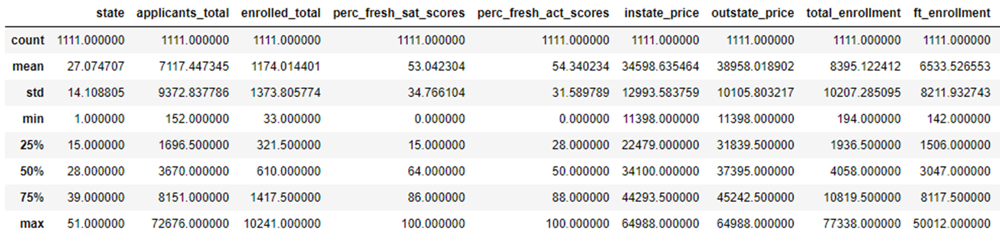 state applicants_total enrolled_total perc_fresh_sat_scores perc_fresh_act_scores instate_price outstate_price total_enrollment ft_enrollment
count 1111.000000 1111.000000 1111.000000 1111.000000 1111.000000 1111.000000 1111.000000 1111.000000 1111.000000
mean 27.074707 7117.447345 1174.014401 53.042304 54.340234 34598.635464 38958.018902 8395.122412 6533.526553
std 14.108805 9372.837786 1373.805774 34.766104 31.589789 12993.583759 10105.803217 10207.285095 8211.932743
min 1.000000 152.000000 33.000000 0.000000 0.000000 11398.000000 11398.000000 194.000000 142.000000
25% 15.000000 1696.500000 321.500000 15.000000 28.000000 22479.000000 31839.500000 1936.500000 1506.000000
50% 28.000000 3670.000000 610.000000 64.000000 50.000000 34100.000000 37395.000000 4058.000000 3047.000000
75% 39.000000 8151.000000 1417.500000 86.000000 88.000000 44293.500000 45242.500000 10819.500000 8117.500000
max 51.000000 72676.000000 10241.000000 100.000000 100.000000 64988.000000 64988.000000 77338.000000 50012.000000